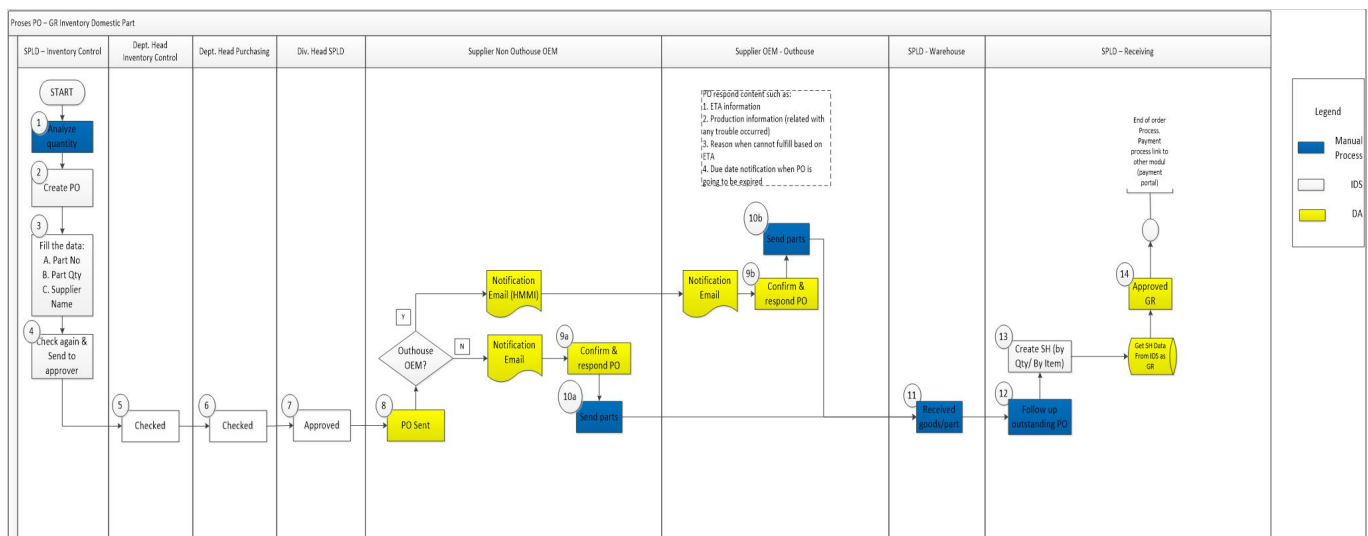 Proses PO – GR Inventory Domestic Part
SPLD – Inventory Control
Dept. Head
Inventory Control
Dept. Head Purchasing
Div. Head SPLD
Supplier Non Outhouse OEM
Supplier OEM - Outhouse
SPLD - Warehouse
SPLD – Receiving
START
1
Analyze
quantity
2
Create PO
3
Fill the data:
A. Part No
B. Part Qty
C. Supplier
Name
4
Check again &
Send to
approver
5
Checked
6
Checked
7
Approved
8
PO Sent
Outhouse
OEM?
Y
N
Notification
Email (HMMI)
Notification
Email
9a
Confirm &
respond PO
10a
Send parts
PO respond content such as:
1. ETA information
2. Production information (related with
any trouble occurred)
3. Reason when cannot fulfill based on
ETA
4. Due date notification when PO is
going to be expired
Notification
Email
9b
Confirm &
respond PO
10b
Send parts
11
Received
goods/part
12
Follow up
outstanding PO
13
Create SH (by
Qty/ By Item)
Get SH Data
From IDS as
GR
14
Approved
GR
End of order
Process.
Payment
process link to
other modul
(payment
portal)
Legend
Manual
Process
IDS
DA